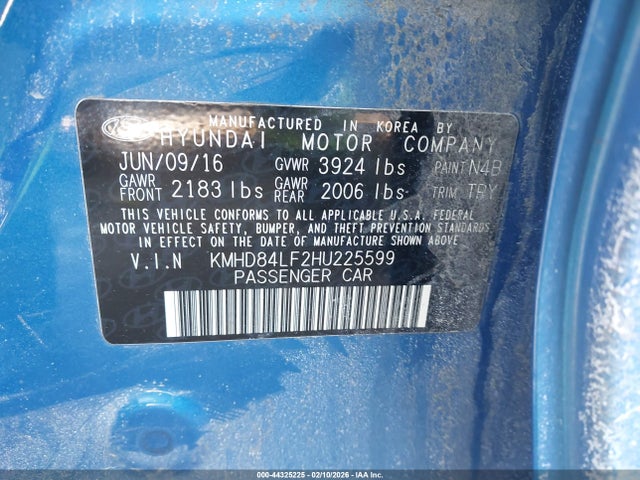 MANUFACTURED IN KOREA BY
HYUNDAI MOTOR COMPANY
JUN/09/16 GVWR 3924 lbs PAINT N4B
GAWR FRONT 2183 lbs GAWR REAR 2006 lbs TRIM TRY
THIS VEHICLE CONFORMS TO ALL APPLICABLE U.S.A. FEDERAL
MOTOR VEHICLE SAFETY, BUMPER, AND THEFT PREVENTION STANDARDS
IN EFFECT ON THE DATE OF MANUFACTURE SHOWN ABOVE.
V.I.N KMHD84LF2HU225599
PASSENGER CAR
000-44325225 - 02/10/2026 - IAA Inc.